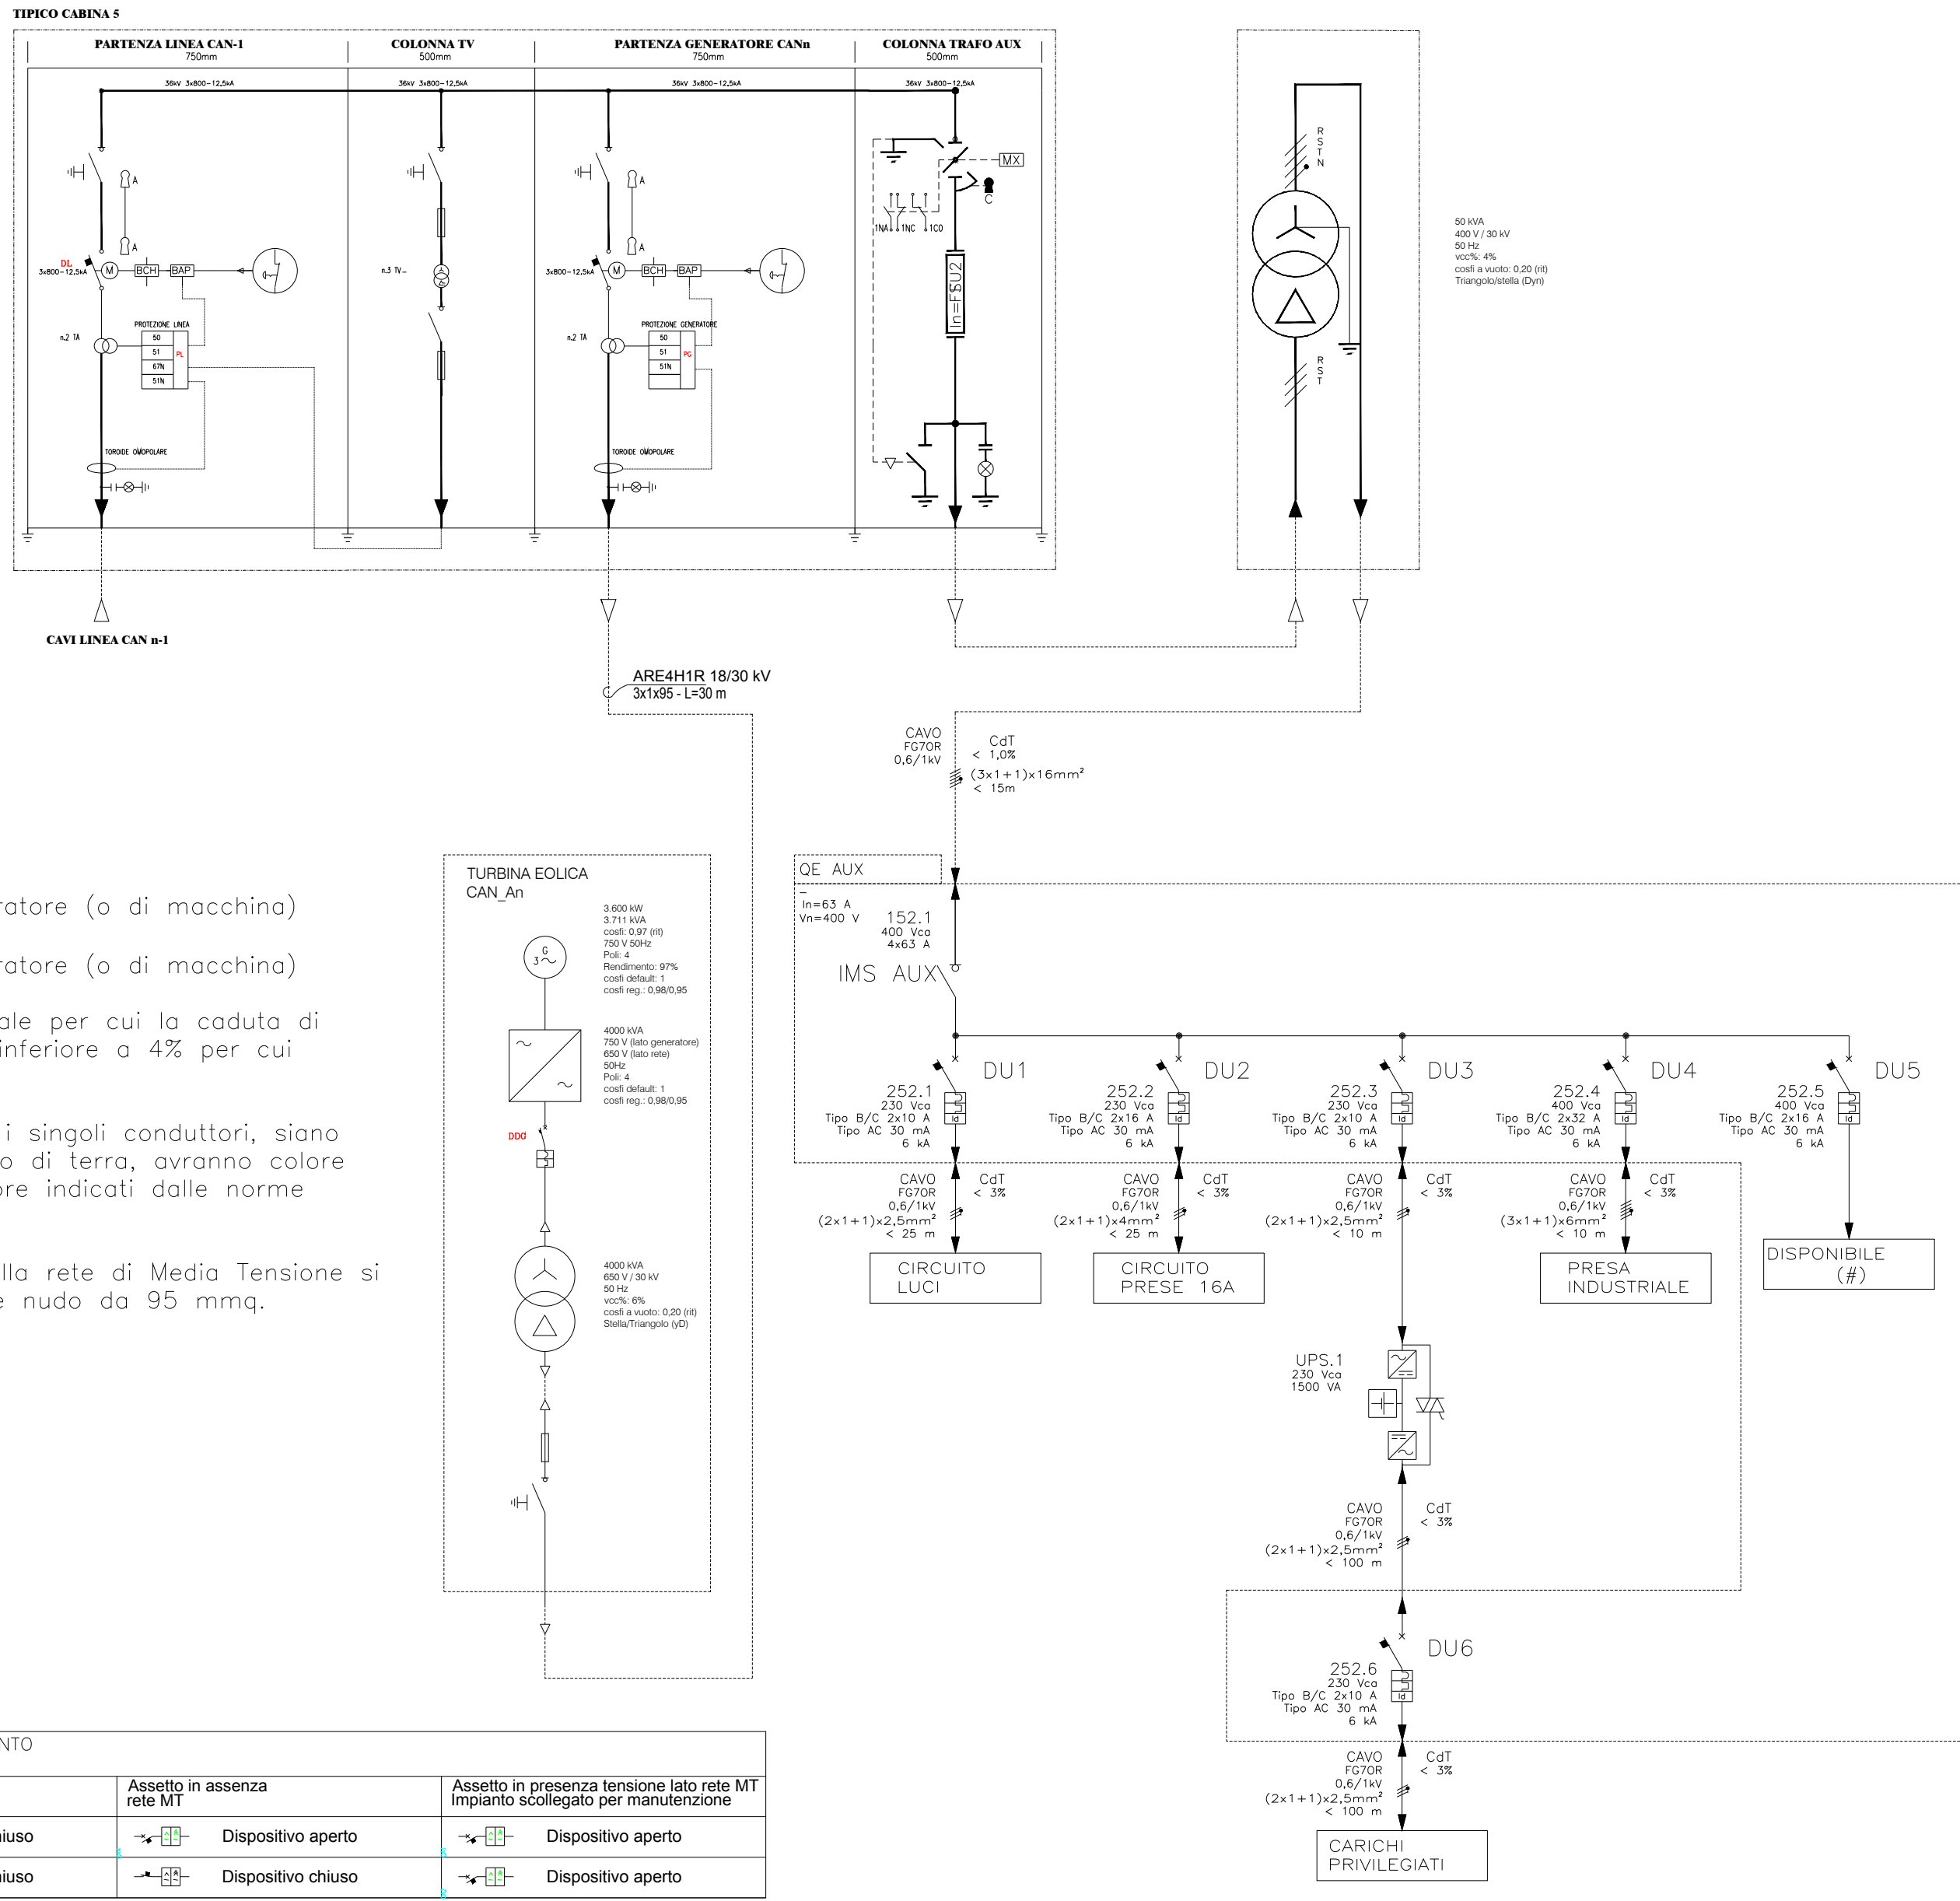 TIPICO CABINA 5
PARTENZA LINEA CAN-1
750mm
COLONNA TV
500mm
PARTENZA GENERATORE CANn
750mm
COLONNA TRAFO AUX
500mm
36kV 3x800-12,5kA
36kV 3x800-12,5kA
36kV 3x800-12,5kA
36kV 3x800-12,5kA
A
A
DL
3x800-12,5kA
M
BCH
BAP
n.2 TA
PROTEZIONE LINEA
50
51
67N
51N
PL
TOROIDE OMOPOLARE
n.3 TV
A
A
3x800-12,5kA
M
BCH
BAP
n.2 TA
PROTEZIONE GENERATORE
50
51
51N
PG
TOROIDE OMOPOLARE
MX
C
1NA
1NC
1CO
R
S
T
N
R
S
T
50 kVA
400 V / 30 kV
50 Hz
vcc%: 4%
cosfi a vuoto: 0,20 (rit)
Triangolo/stella (Dyn)
CAVI LINEA CAN n-1
ARE4H1R 18/30 kV
3x1x95 - L=30 m
CAVO
FG7OR
0,6/1kV
CdT
< 1,0%
(3x1+1)x16mm²
< 15m
ratore (o di macchina)
ratore (o di macchina)
ale per cui la caduta di
inferiore a 4% per cui
i singoli conduttori, siano
o di terra, avranno colore
ore indicati dalle norme
lla rete di Media Tensione si
e nudo da 95 mmq.
TURBINA EOLICA
CAN_An
G
3
3.600 kW
3.711 kVA
cosfi: 0,97 (rit)
750 V 50Hz
Poli: 4
Rendimento: 97%
cosfi default: 1
cosfi reg.: 0,98/0,95
4000 kVA
750 V (lato generatore)
650 V (lato rete)
50Hz
Poli: 4
cosfi default: 1
cosfi reg.: 0,98/0,95
DDG
4000 kVA
650 V / 30 kV
50 Hz
vcc%: 6%
cosfi a vuoto: 0,20 (rit)
Stella/Triangolo (yD)
QE AUX
In=63 A
Vn=400 V
152.1
400 Vca
4x63 A
IMS AUX
DU1
252.1
230 Vca
Tipo B/C 2x10 A
Tipo AC 30 mA
6 kA
Id
DU2
252.2
230 Vca
Tipo B/C 2x16 A
Tipo AC 30 mA
6 kA
Id
DU3
252.3
230 Vca
Tipo B/C 2x10 A
Tipo AC 30 mA
6 kA
Id
DU4
252.4
400 Vca
Tipo B/C 2x32 A
Tipo AC 30 mA
6 kA
Id
DU5
252.5
400 Vca
Tipo B/C 2x16 A
Tipo AC 30 mA
6 kA
Id
CAVO
FG7OR
0,6/1kV
(2x1+1)x2,5mm²
< 25 m
CdT
< 3%
CAVO
FG7OR
0,6/1kV
(2x1+1)x4mm²
< 25 m
CdT
< 3%
CAVO
FG7OR
0,6/1kV
(2x1+1)x2,5mm²
< 10 m
CdT
< 3%
CAVO
FG7OR
0,6/1kV
(3x1+1)x6mm²
< 10 m
CdT
< 3%
CIRCUITO
LUCI
CIRCUITO
PRESE 16A
PRESA
INDUSTRIALE
DISPONIBILE
(#)
UPS.1
230 Vca
1500 VA
CAVO
FG7OR
0,6/1kV
(2x1+1)x2,5mm²
< 100 m
CdT
< 3%
DU6
252.6
230 Vca
Tipo B/C 2x10 A
Tipo AC 30 mA
6 kA
Id
CAVO
FG7OR
0,6/1kV
(2x1+1)x2,5mm²
< 100 m
CdT
< 3%
CARICHI
PRIVILEGIATI
NTO
Assetto in assenza
rete MT
Assetto in presenza tensione lato rete MT
Impianto scollegato per manutenzione
iuso
Dispositivo aperto
Dispositivo aperto
iuso
Dispositivo chiuso
Dispositivo aperto